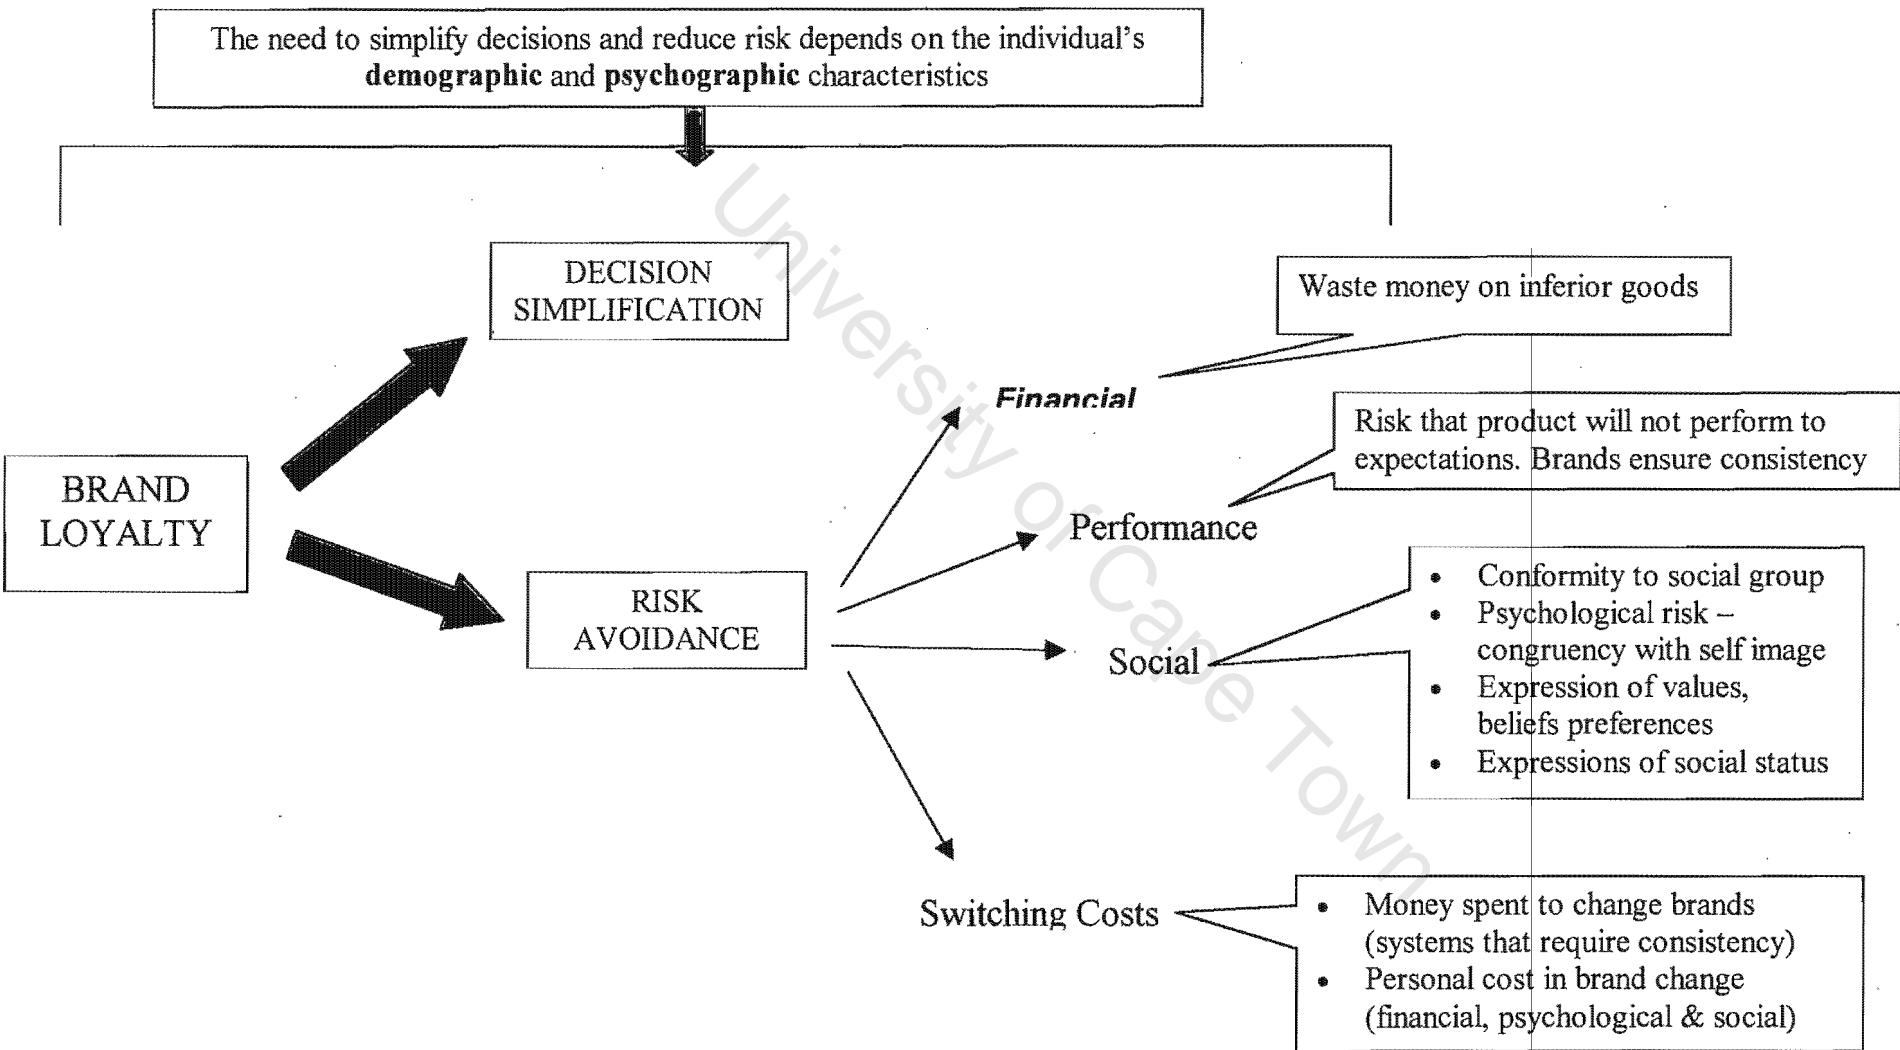 The need to simplify decisions and reduce risk depends on the individual's
demographic and psychographic characteristics
DECISION
SIMPLIFICATION
Waste money on inferior goods
Financial
Risk that product will not perform to
expectations. Brands ensure consistency
BRAND
LOYALTY
Performance
RISK
AVOIDANCE
• Conformity to social group
• Psychological risk –
congruency with self image
• Expression of values,
beliefs preferences
• Expressions of social status
Social
Switching Costs
• Money spent to change brands
(systems that require consistency)
• Personal cost in brand change
(financial, psychological & social)
University of Cape Town